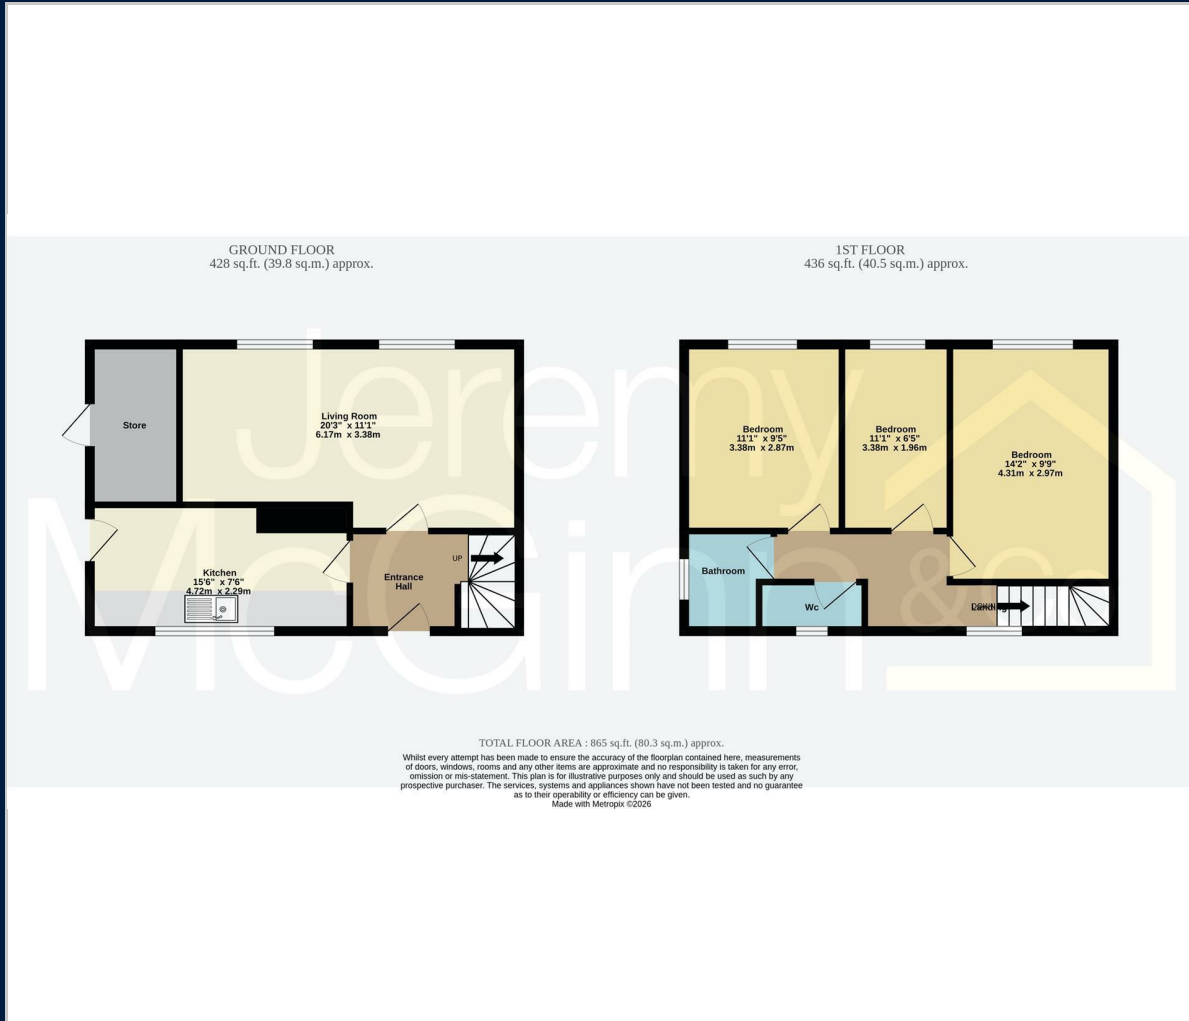 GROUND FLOOR
428 sq.ft. (39.8 sq.m.) approx.
1ST FLOOR
436 sq.ft. (40.5 sq.m.) approx.
Store
Living Room
20'3" x 11'1"
6.17m x 3.38m
Kitchen
15'6" x 7'6"
4.72m x 2.29m
Entrance
Hall
UP
Bedroom
11'1" x 9'5"
3.38m x 2.87m
Bedroom
11'1" x 6'5"
3.38m x 1.96m
Bedroom
14'2" x 9'9"
4.31m x 2.97m
Bathroom
Wc
Landing
DOWN
Jeremy
McGinn & Co
TOTAL FLOOR AREA : 865 sq.ft. (80.3 sq.m.) approx.
Whilst every attempt has been made to ensure the accuracy of the floorplan contained here, measurements
of doors, windows, rooms and any other items are approximate and no responsibility is taken for any error,
omission or mis-statement. This plan is for illustrative purposes only and should be used as such by any
prospective purchaser. The services, systems and appliances shown have not been tested and no guarantee
as to their operability or efficiency can be given.
Made with Metropix ©2026